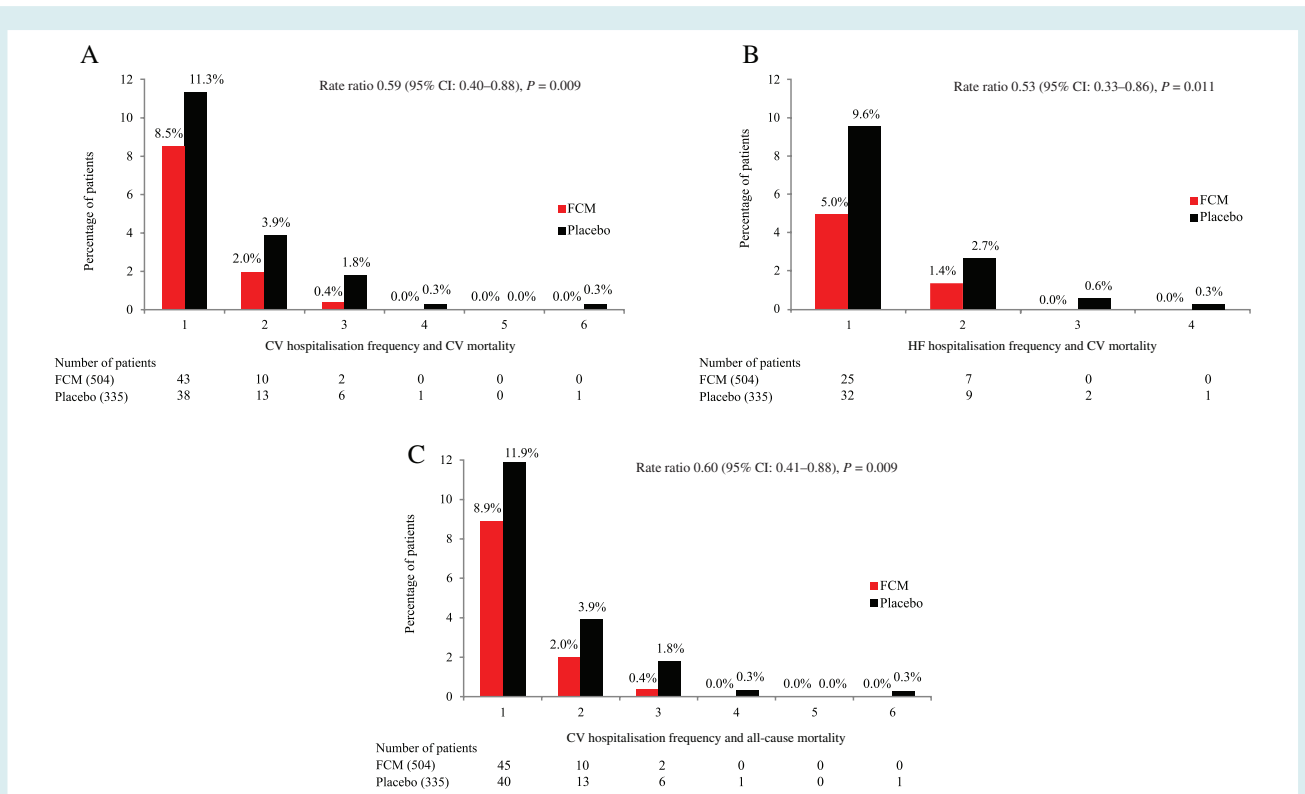 A
Rate ratio 0.59 (95% CI: 0.40–0.88), P = 0.009
Percentage of patients
12
10
8
6
4
2
0
8.5% 11.3%
2.0% 3.9%
0.4% 1.8%
0.0% 0.3%
0.0% 0.0%
0.0% 0.3%
FCM
Placebo
1 2 3 4 5 6
CV hospitalisation frequency and CV mortality
Number of patients
FCM (504) 43 10 2 0 0 0
Placebo (335) 38 13 6 1 0 1
B
Rate ratio 0.53 (95% CI: 0.33–0.86), P = 0.011
Percentage of patients
12
10
8
6
4
2
0
5.0% 9.6%
1.4% 2.7%
0.0% 0.6%
0.0% 0.3%
FCM
Placebo
1 2 3 4
HF hospitalisation frequency and CV mortality
Number of patients
FCM (504) 25 7 0 0
Placebo (335) 32 9 2 1
C
Rate ratio 0.60 (95% CI: 0.41–0.88), P = 0.009
Percentage of patients
12
10
8
6
4
2
0
8.9% 11.9%
2.0% 3.9%
0.4% 1.8%
0.0% 0.3%
0.0% 0.0%
0.0% 0.3%
FCM
Placebo
1 2 3 4 5 6
CV hospitalisation frequency and all-cause mortality
Number of patients
FCM (504) 45 10 2 0 0 0
Placebo (335) 40 13 6 1 0 1